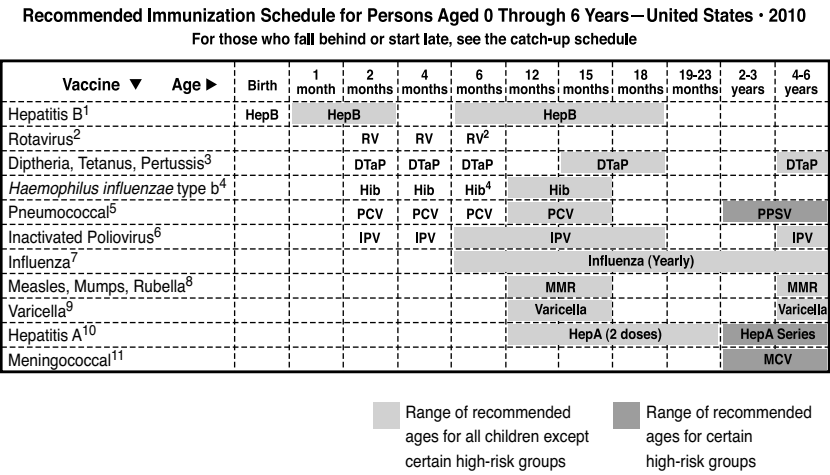 Recommended Immunization Schedule for Persons Aged 0 Through 6 Years—United States • 2010
For those who fall behind or start late, see the catch-up schedule
Vaccine ▼ Age ► Birth 1 month 2 months 4 months 6 months 12 months 15 months 18 months 19-23 months 2-3 years 4-6 years
Hepatitis B1 HepB HepB HepB
Rotavirus2 RV RV RV2
Diptheria, Tetanus, Pertussis3 DTaP DTaP DTaP DTaP DTaP
Haemophilus influenzae type b4 Hib Hib Hib4 Hib
Pneumococcal5 PCV PCV PCV PCV PPSV
Inactivated Poliovirus6 IPV IPV IPV IPV
Influenza7 Influenza (Yearly)
Measles, Mumps, Rubella8 MMR MMR
Varicella9 Varicella Varicella
Hepatitis A10 HepA (2 doses) HepA Series
Meningococcal11 MCV
Range of recommended
ages for all children except
certain high-risk groups
Range of recommended
ages for certain
high-risk groups